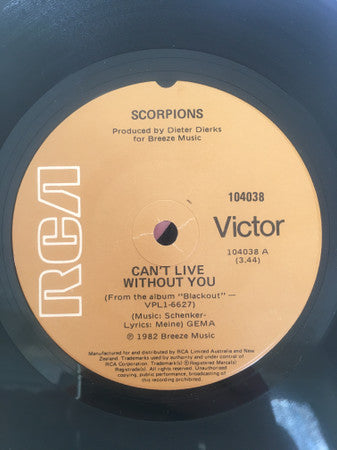 SCORPIONS
Produced by Dieter Dierks
for Breeze Music
RCA
104038
Victor
104038 A
(3.44)
CAN'T LIVE
WITHOUT YOU
(From the album "Blackout" —
VPL1-6627)
(Music: Schenker-
Lyrics: Meine) GEMA
℗ 1982 Breeze Music
Manufactured for and distributed by RCA Limited Australia and New
Zealand. Trademarks used by authority of
RCA Corporation. Trademark(s) ®Registered Marca(s)
Registrada(s). All rights reserved. Unauthorised
copying, public performance, broadcasting of
this recording prohibited.